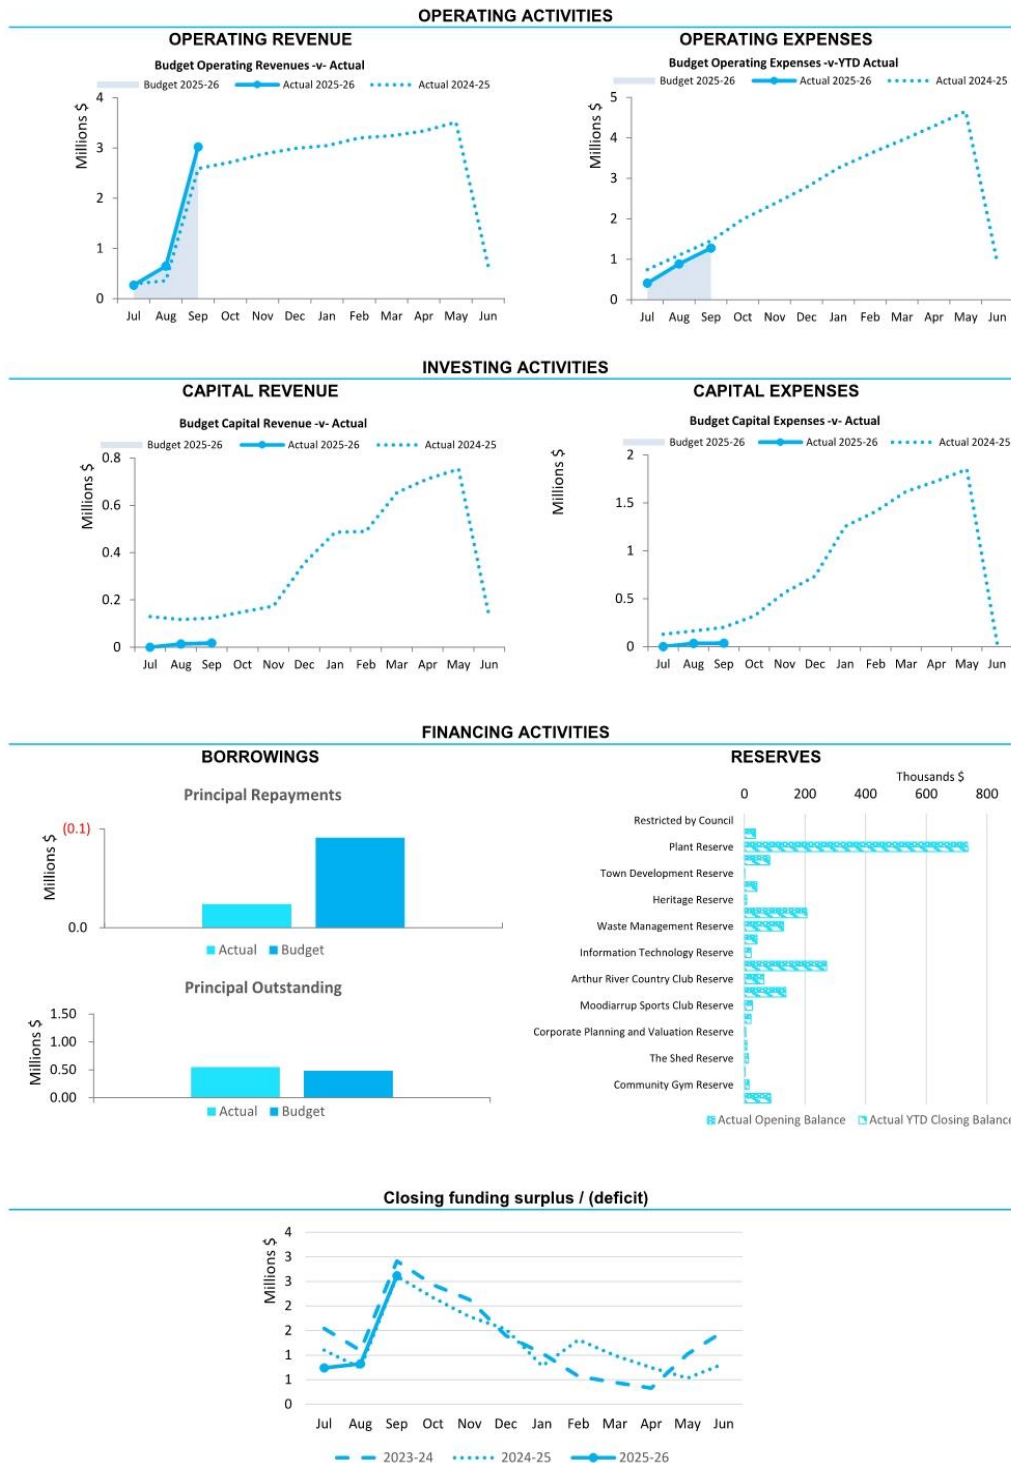 OPERATING ACTIVITIES
OPERATING REVENUE
Budget Operating Revenues -v- Actual
Budget 2025-26 Actual 2025-26 Actual 2024-25
Millions $
4
3
2
1
0
Jul Aug Sep Oct Nov Dec Jan Feb Mar Apr May Jun
OPERATING EXPENSES
Budget Operating Expenses -v-YTD Actual
Budget 2025-26 Actual 2025-26 Actual 2024-25
Millions $
5
4
3
2
1
0
Jul Aug Sep Oct Nov Dec Jan Feb Mar Apr May Jun
INVESTING ACTIVITIES
CAPITAL REVENUE
Budget Capital Revenue -v- Actual
Budget 2025-26 Actual 2025-26 Actual 2024-25
Millions $
0.8
0.6
0.4
0.2
0
Jul Aug Sep Oct Nov Dec Jan Feb Mar Apr May Jun
CAPITAL EXPENSES
Budget Capital Expenses -v- Actual
Budget 2025-26 Actual 2025-26 Actual 2024-25
Millions $
2
1.5
1
0.5
0
Jul Aug Sep Oct Nov Dec Jan Feb Mar Apr May Jun
FINANCING ACTIVITIES
BORROWINGS
Principal Repayments
Millions $
(0.1)
0.0
Actual Budget
Principal Outstanding
Millions $
1.50
1.00
0.50
0.00
Actual Budget
RESERVES
Thousands $
0 200 400 600 800
Restricted by Council
Plant Reserve
Town Development Reserve
Heritage Reserve
Waste Management Reserve
Information Technology Reserve
Arthur River Country Club Reserve
Moodiarrup Sports Club Reserve
Corporate Planning and Valuation Reserve
The Shed Reserve
Community Gym Reserve
Actual Opening Balance Actual YTD Closing Balance
Closing funding surplus / (deficit)
Millions $
4
3
3
2
2
1
1
0
Jul Aug Sep Oct Nov Dec Jan Feb Mar Apr May Jun
2023-24 2024-25 2025-26